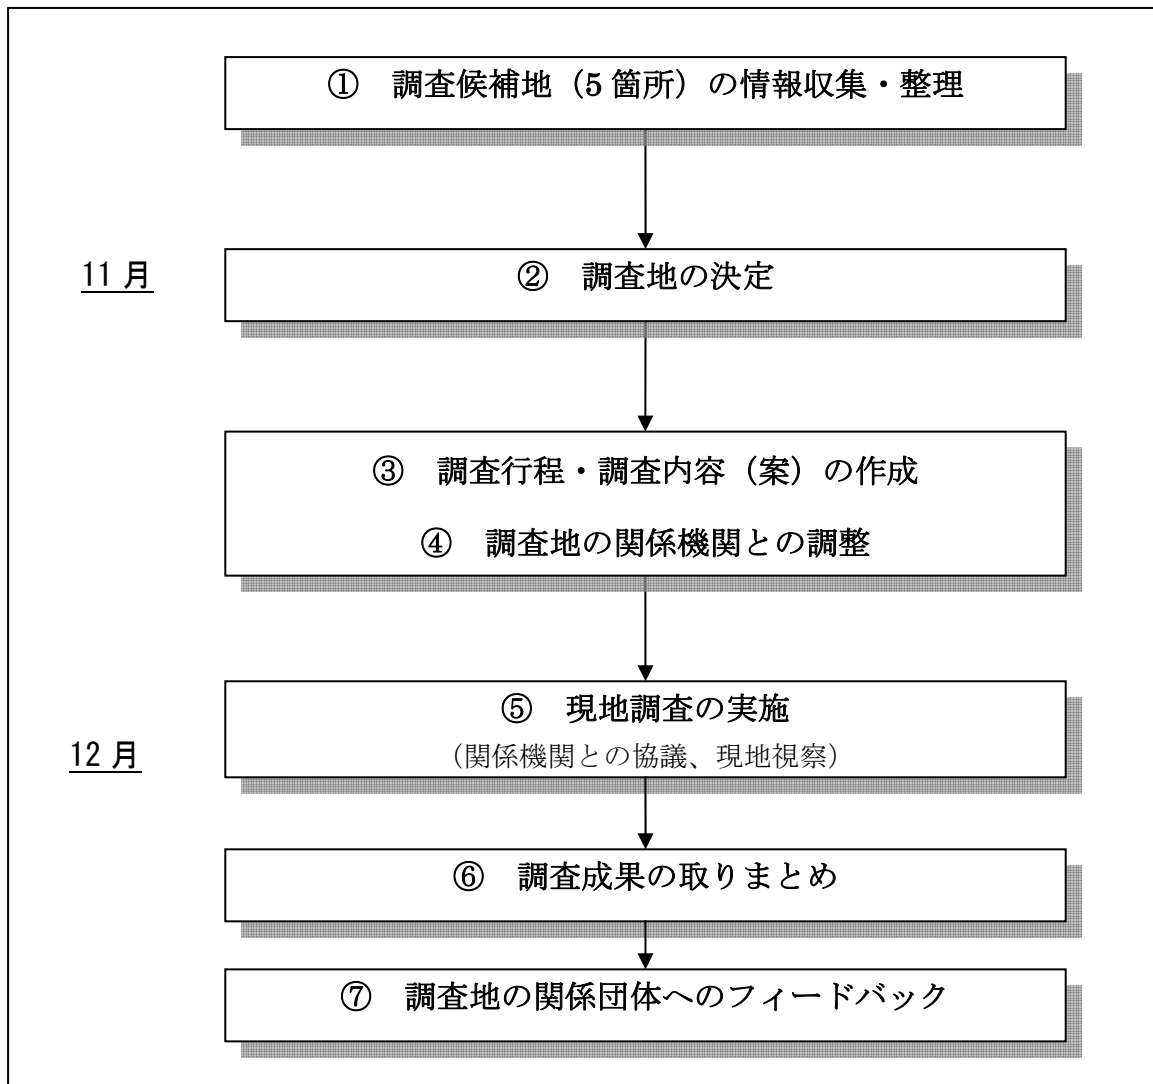 ① 調査候補地（5 箇所）の情報収集・整理
11 月
② 調査地の決定
③ 調査行程・調査内容（案）の作成
④ 調査地の関係機関との調整
⑤ 現地調査の実施
12 月
（関係機関との協議、現地視察）
⑥ 調査成果の取りまとめ
⑦ 調査地の関係団体へのフィードバック